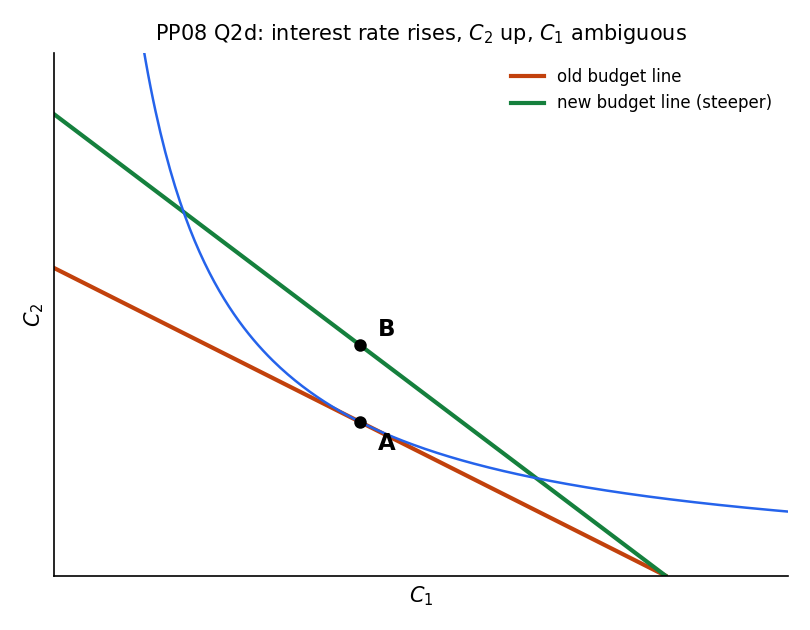 PP08 Q2d: interest rate rises, C₂ up, C₁ ambiguous
old budget line
new budget line (steeper)
B
A
C₂
C₁